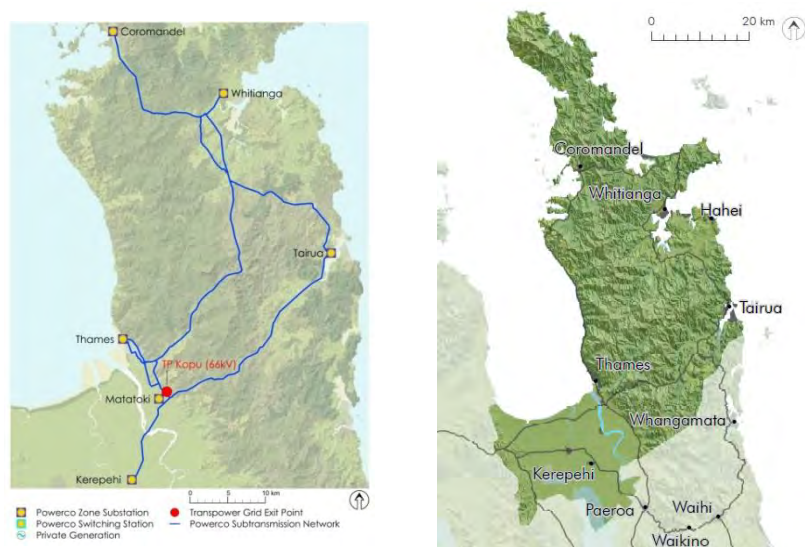 Coromandel
Whitianga
Tairua
Thames
TP Kopu (66kV)
Matatoki
Kerepehi
0 5 10 km
Powerco Zone Substation
Powerco Switching Station
Private Generation
Transpower Grid Exit Point
Powerco Subtransmission Network
0 20 km
Coromandel
Whitianga
Hahei
Tairua
Thames
Whangamata
Kerepehi
Paeroa
Waihi
Waikino